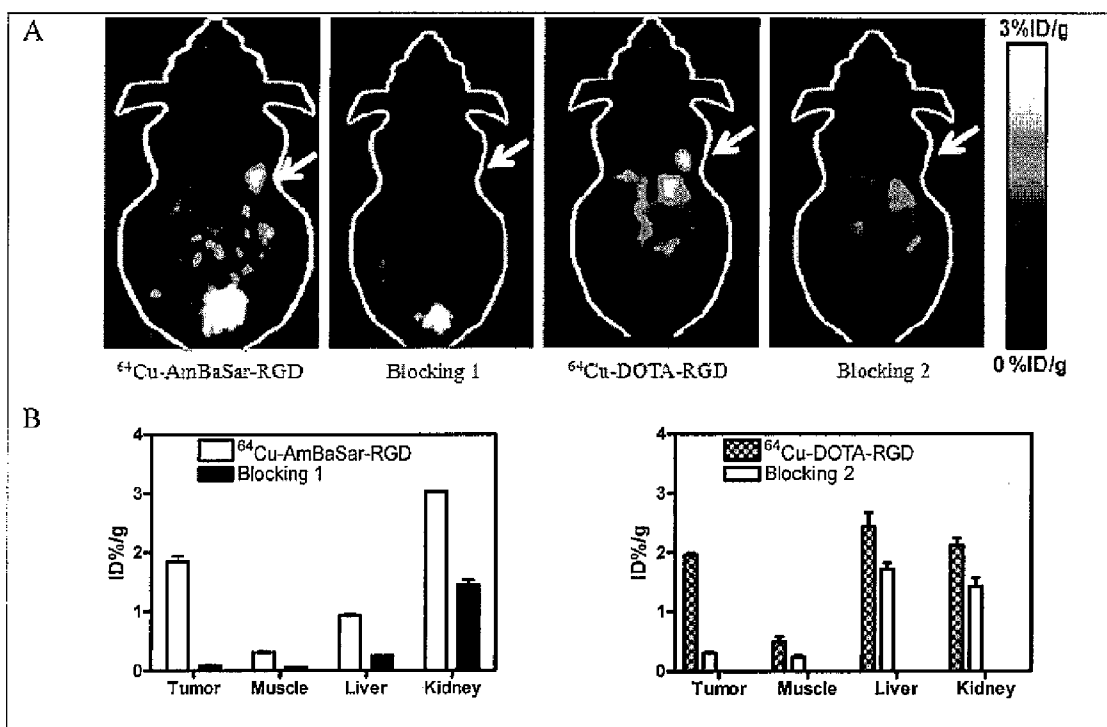 A
3%ID/g
0 %ID/g
⁶⁴Cu-AmBaSar-RGD
Blocking 1
⁶⁴Cu-DOTA-RGD
Blocking 2
B
4
3
2
1
0
ID%/g
⁶⁴Cu-AmBaSar-RGD
Blocking 1
Tumor Muscle Liver Kidney
4
3
2
1
0
ID%/g
⁶⁴Cu-DOTA-RGD
Blocking 2
Tumor Muscle Liver Kidney